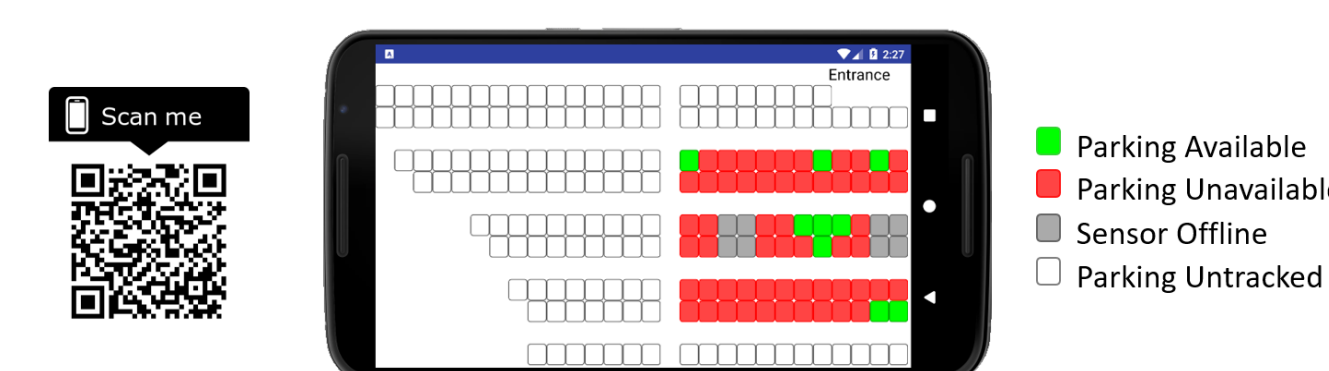 Scan me
2:27
Entrance
Parking Available
Parking Unavailable
Sensor Offline
Parking Untracked